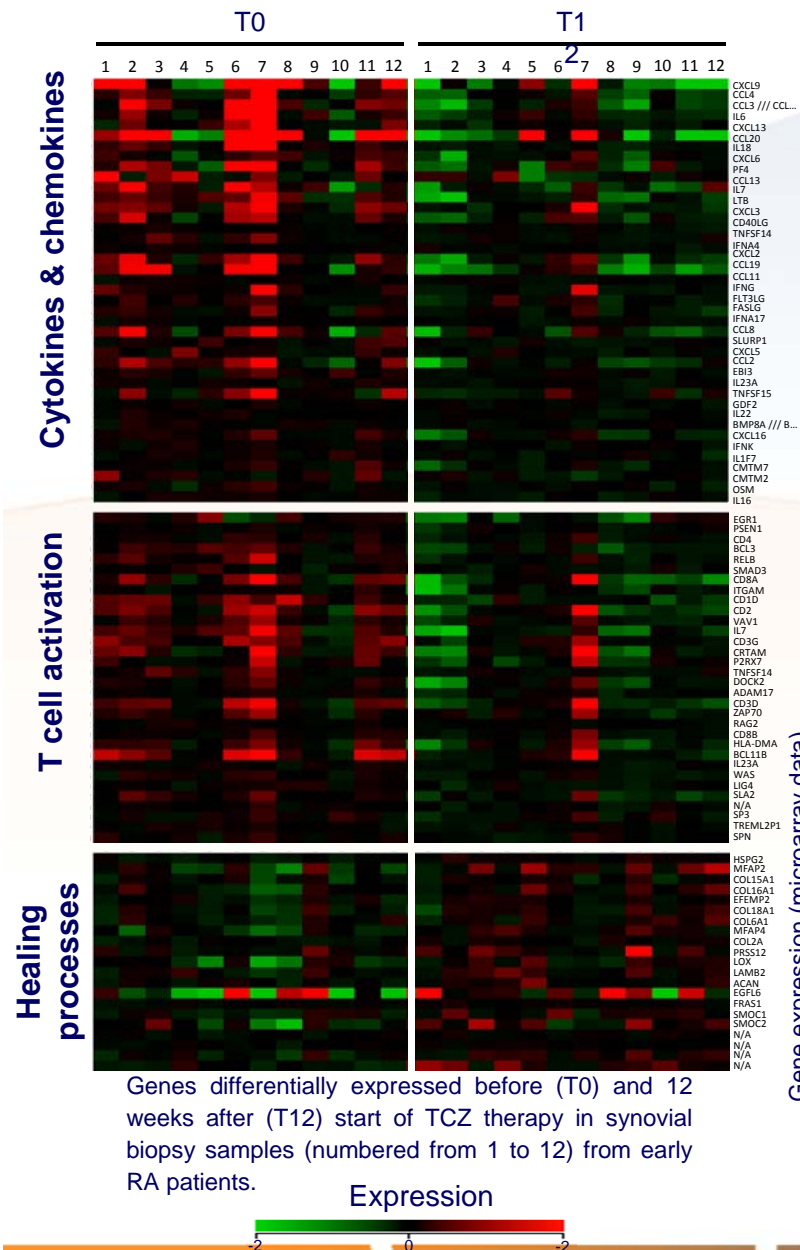 T0
T1
2
1 2 3 4 5 6 7 8 9 10 11 12
1 2 3 4 5 6 7 8 9 10 11 12
Cytokines & chemokines
CXCL9
CCL4
CCL3 /// CCL...
IL6
CXCL13
CCL20
IL18
CXCL6
PF4
CCL13
IL7
LTB
CXCL3
CD40LG
TNFSF14
IFNA4
CXCL2
CCL19
CCL11
IFNG
FLT3LG
FASLG
IFNA17
CCL8
SLURP1
CXCL5
CCL2
EBI3
IL23A
TNFSF15
GDF2
IL22
BMP8A /// B...
CXCL16
IFNK
IL1F7
CMTM7
CMTM2
OSM
IL16
T cell activation
EGR1
PSEN1
CD4
BCL3
RELB
SMAD3
CD8A
ITGAM
CD1D
CD2
VAV1
IL7
CD3G
CRTAM
P2RX7
TNFSF14
DOCK2
ADAM17
CD3D
ZAP70
RAG2
CD8B
HLA-DMA
BCL11B
IL23A
WAS
LIG4
SLA2
N/A
SP3
TREML2P1
SPN
Healing
processes
HSPG2
MFAP2
COL15A1
COL16A1
EFEMP2
COL18A1
COL6A1
MFAP4
COL2A
PRSS12
LOX
LAMB2
ACAN
EGFL6
FRAS1
SMOC1
SMOC2
N/A
N/A
N/A
N/A
Gene expression (microarray data)
Genes differentially expressed before (T0) and 12
weeks after (T12) start of TCZ therapy in synovial
biopsy samples (numbered from 1 to 12) from early
RA patients.
Expression
-2 0 -2